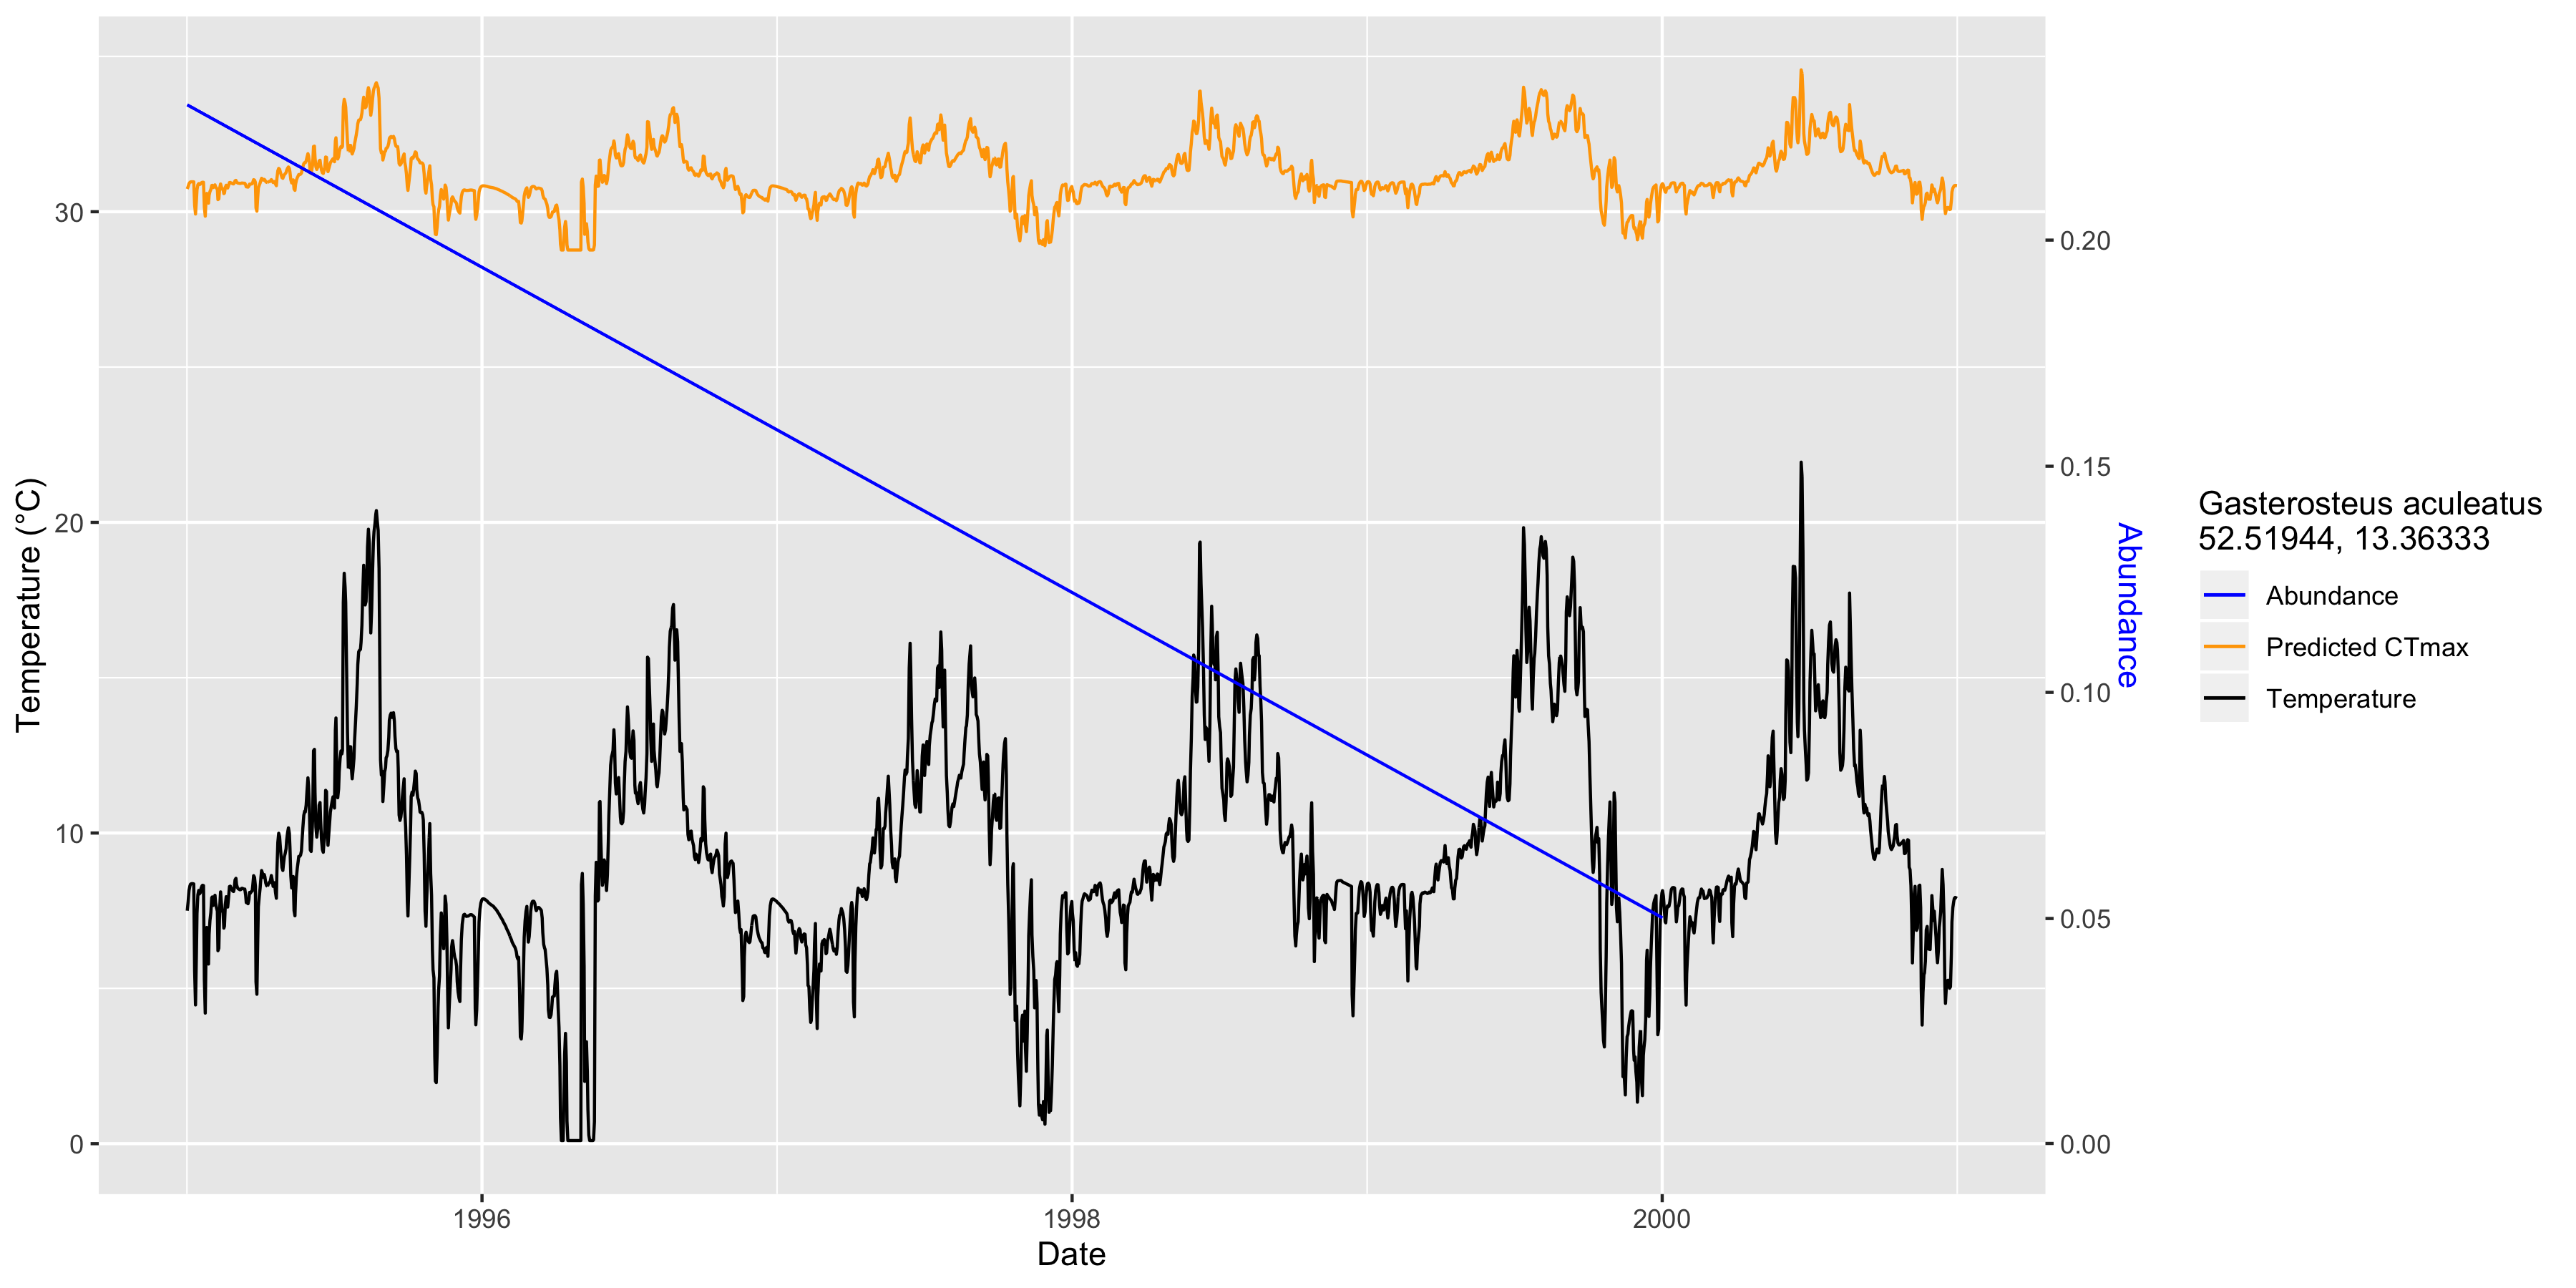 30
20
10
0
Temperature (°C)
1996
1998
2000
Date
0.20
0.15
0.10
0.05
0.00
Abundance
Gasterosteus aculeatus
52.51944, 13.36333
Abundance
Predicted CTmax
Temperature